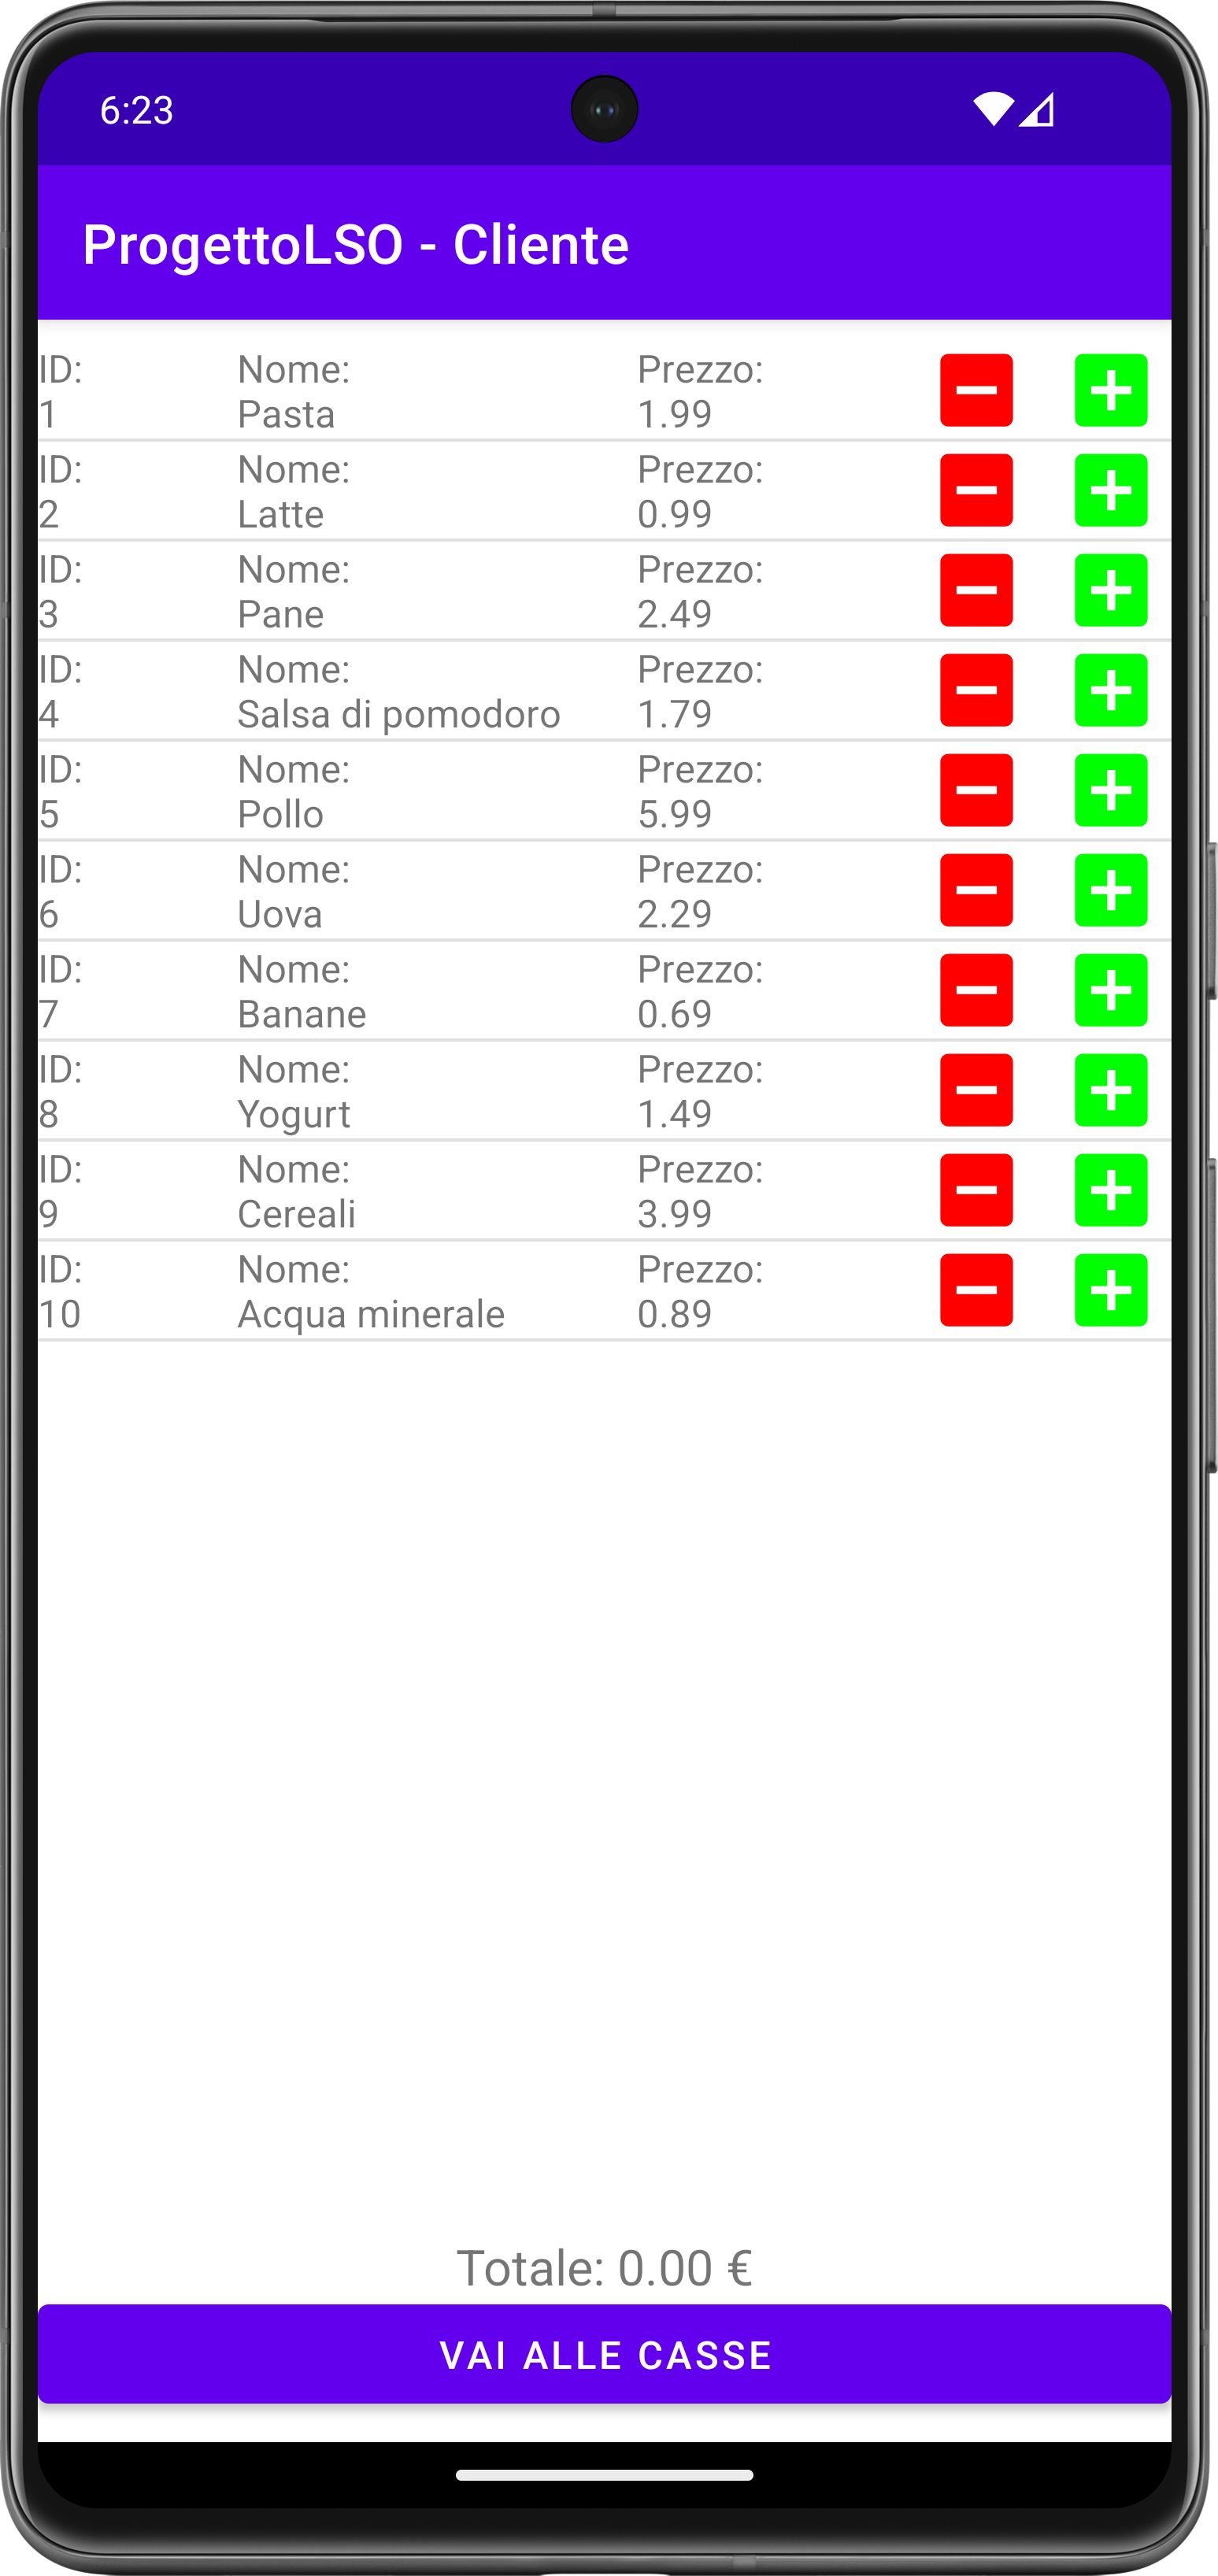 6:23
ProgettoLSO - Cliente
ID: Nome: Prezzo:
1 Pasta 1.99
ID: Nome: Prezzo:
2 Latte 0.99
ID: Nome: Prezzo:
3 Pane 2.49
ID: Nome: Prezzo:
4 Salsa di pomodoro 1.79
ID: Nome: Prezzo:
5 Pollo 5.99
ID: Nome: Prezzo:
6 Uova 2.29
ID: Nome: Prezzo:
7 Banane 0.69
ID: Nome: Prezzo:
8 Yogurt 1.49
ID: Nome: Prezzo:
9 Cereali 3.99
ID: Nome: Prezzo:
10 Acqua minerale 0.89
Totale: 0.00 €
VAI ALLE CASSE